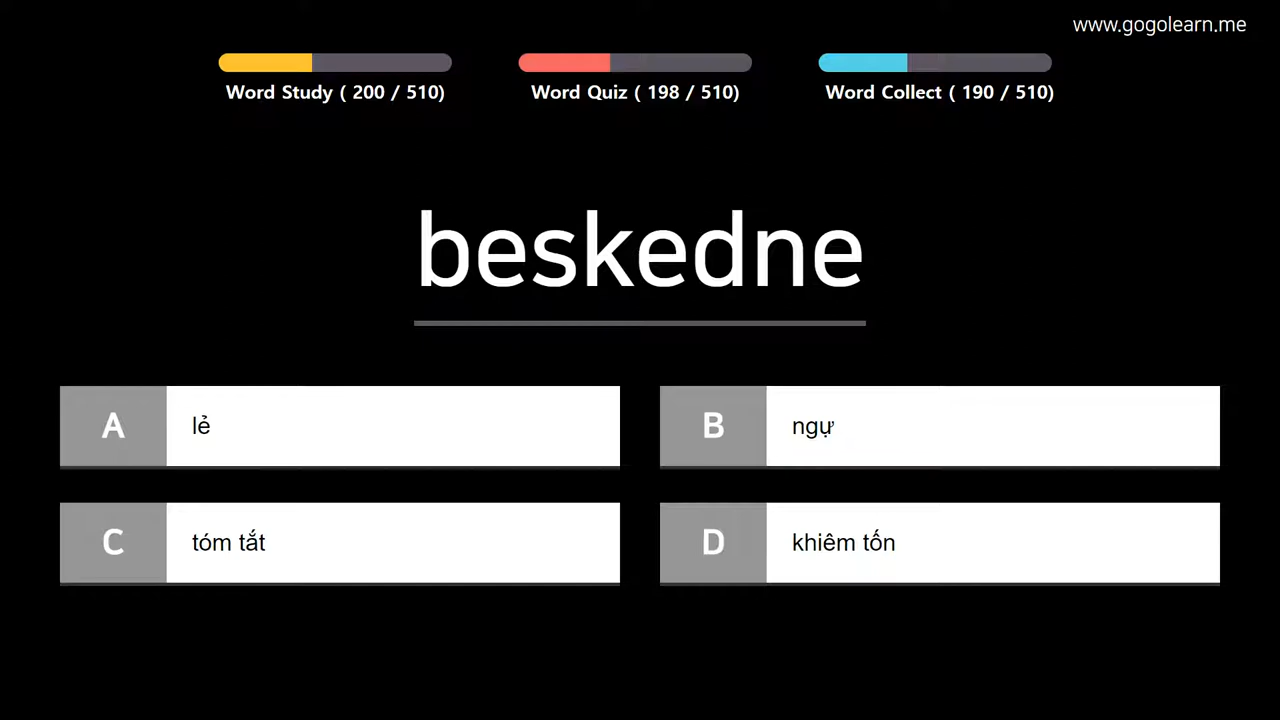 www.gogolearn.me
Word Study ( 200 / 510)
Word Quiz ( 198 / 510)
Word Collect ( 190 / 510)
beskedne
A lẻ
B ngự
C tóm tắt
D khiêm tốn